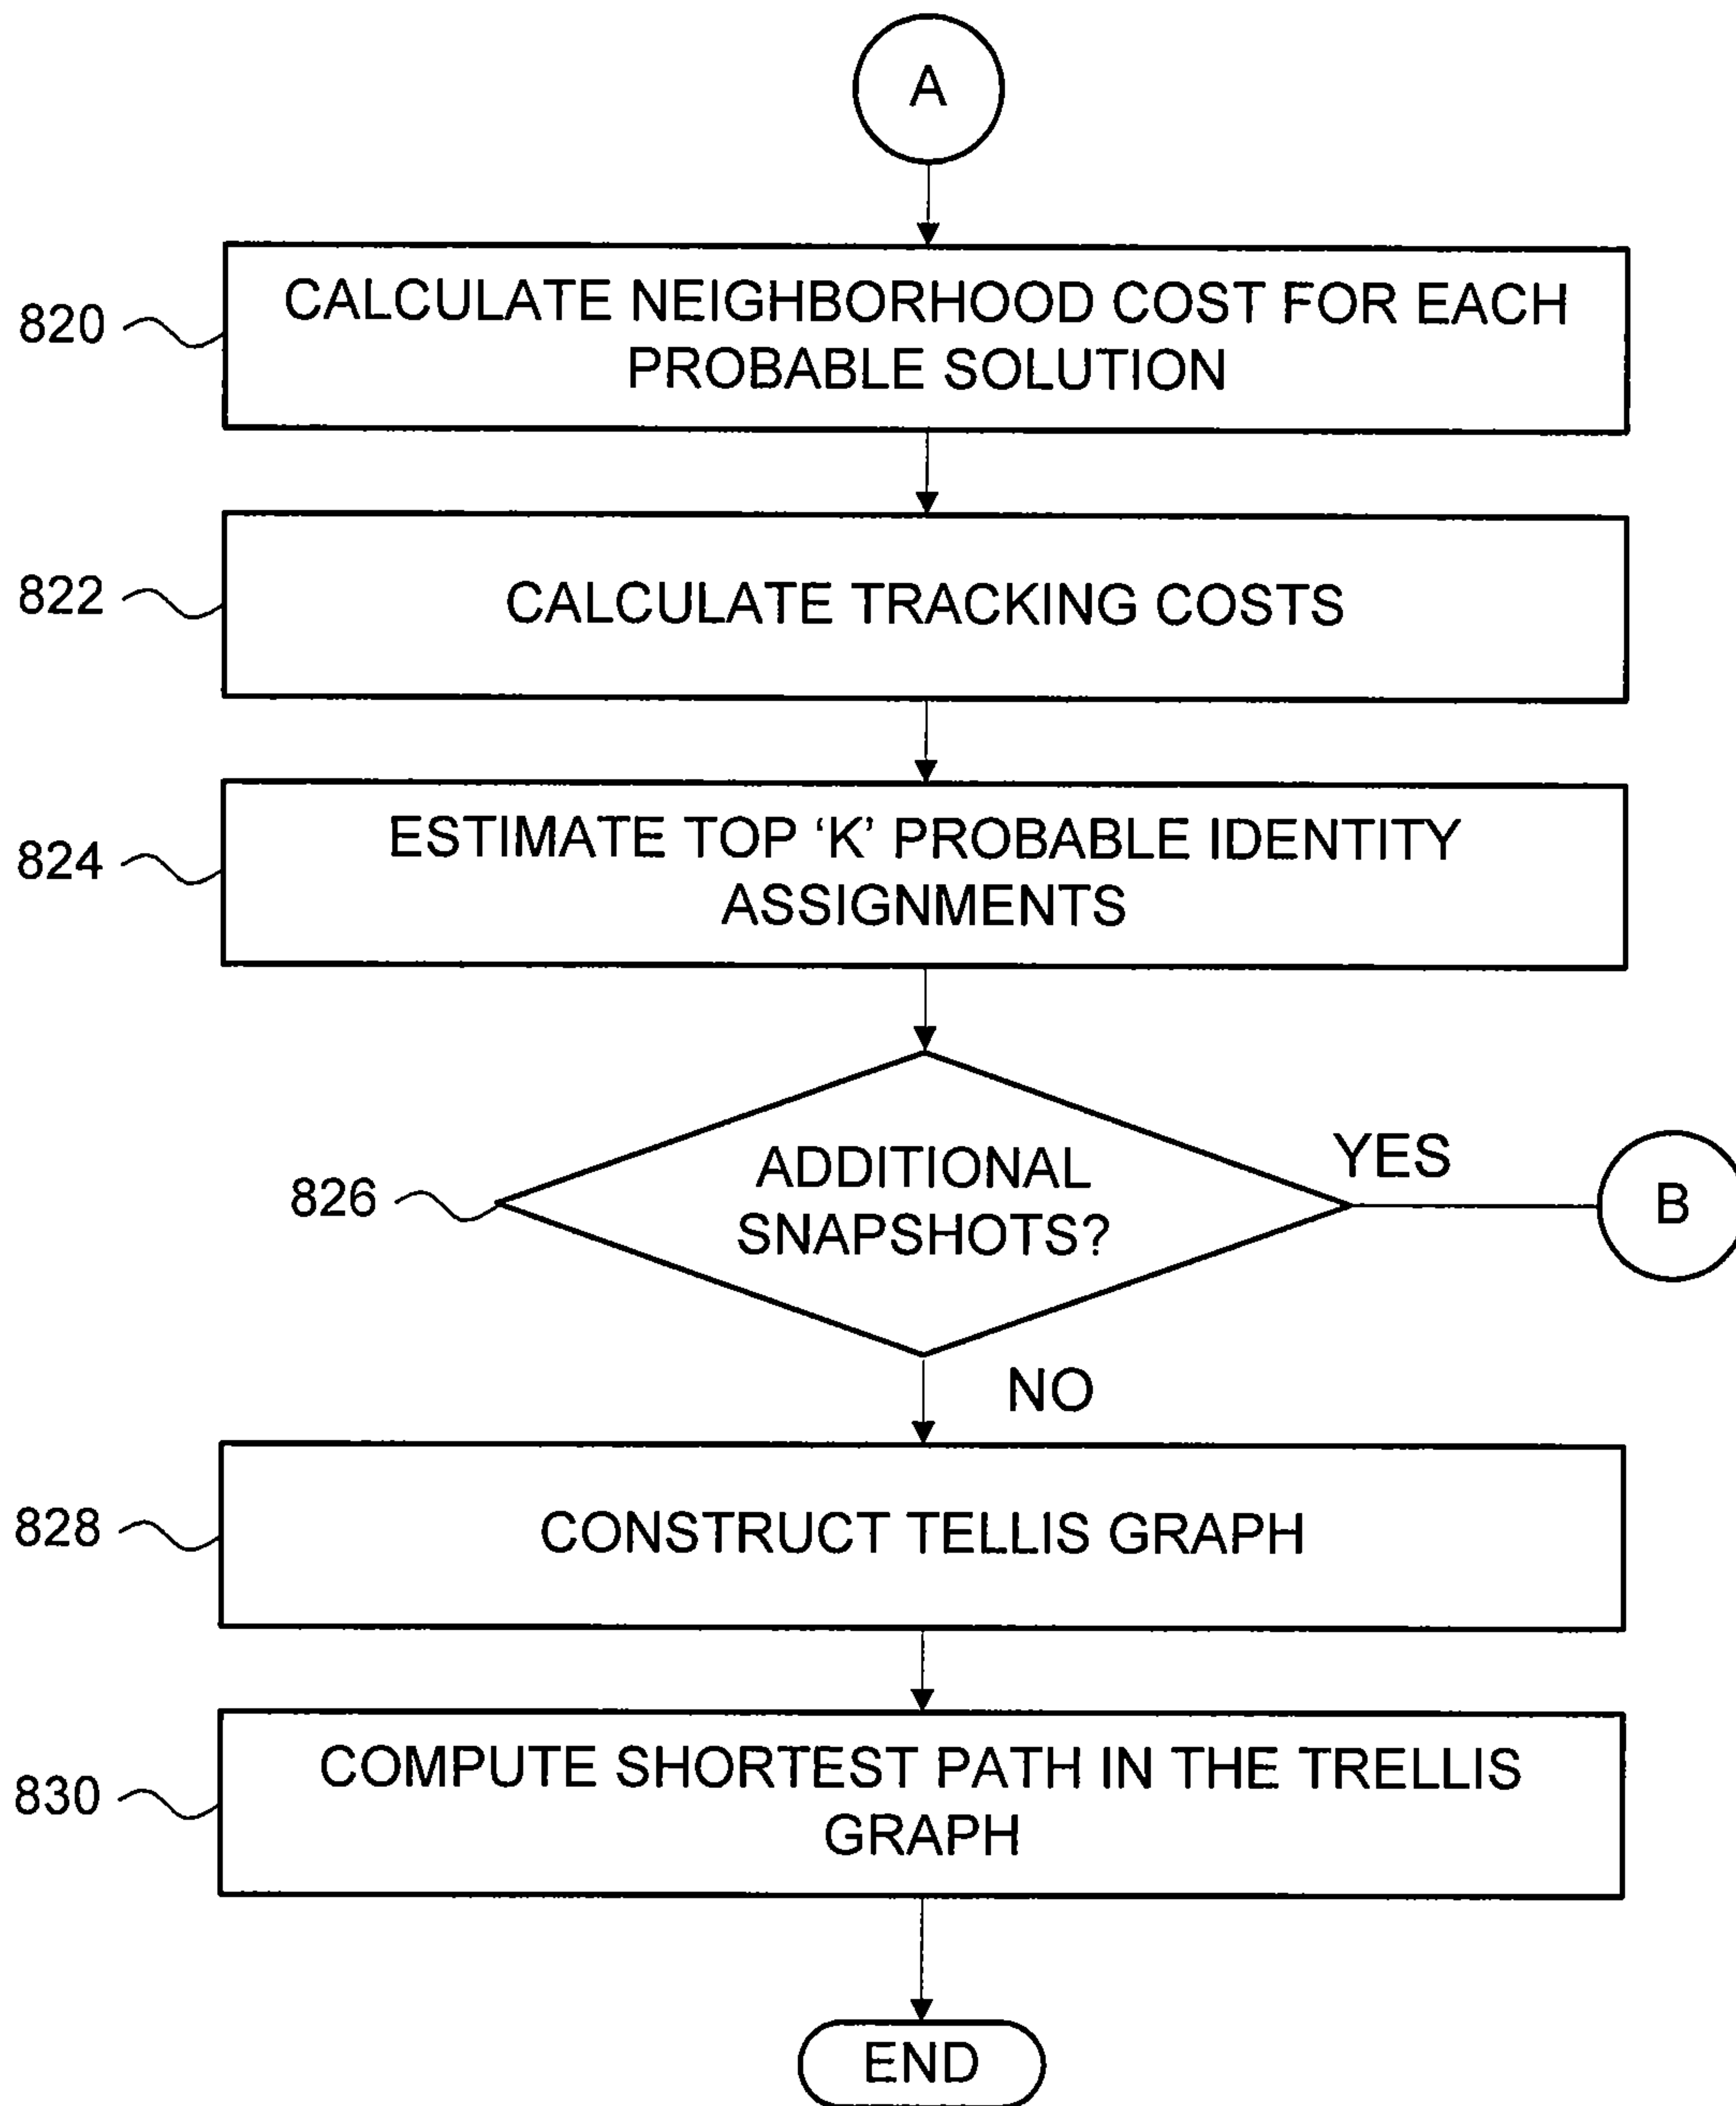 A
820
CALCULATE NEIGHBORHOOD COST FOR EACH
PROBABLE SOLUTION
822
CALCULATE TRACKING COSTS
824
ESTIMATE TOP ‘K’ PROBABLE IDENTITY
ASSIGNMENTS
826
ADDITIONAL
SNAPSHOTS?
YES
B
NO
828
CONSTRUCT TELLIS GRAPH
830
COMPUTE SHORTEST PATH IN THE TRELLIS
GRAPH
END